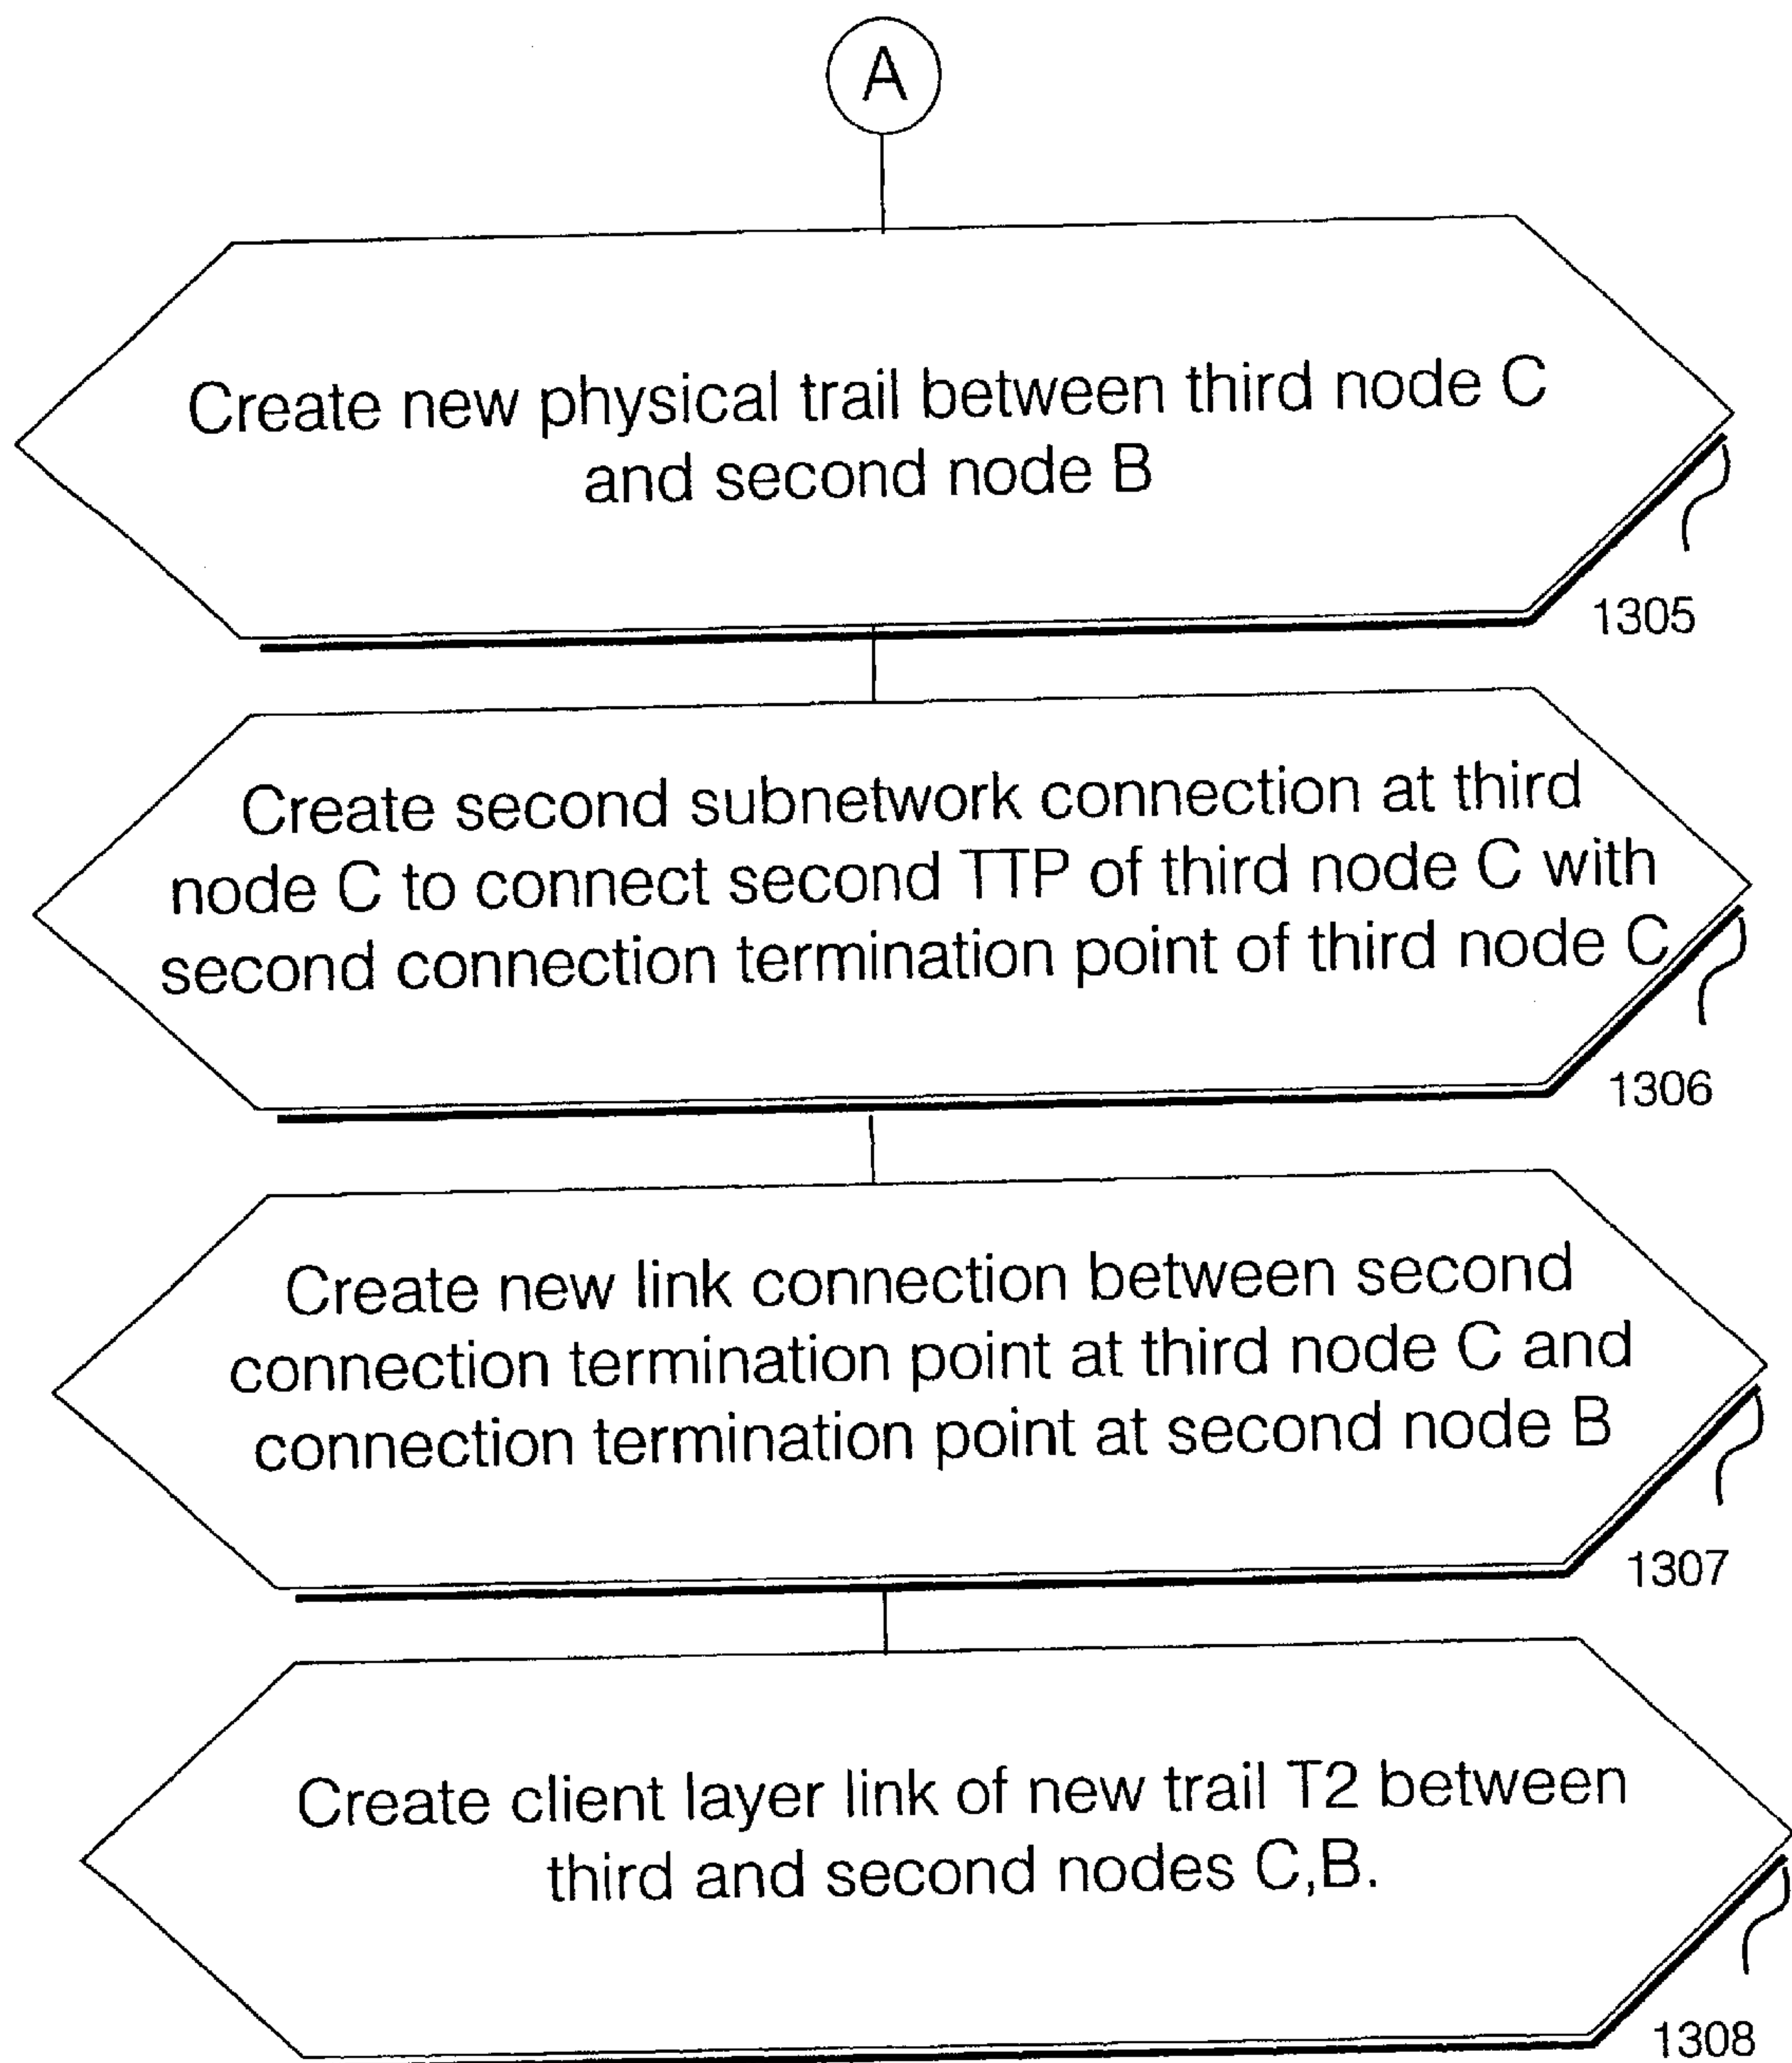 A
Create new physical trail between third node C
and second node B
1305
Create second subnetwork connection at third
node C to connect second TTP of third node C with
second connection termination point of third node C
1306
Create new link connection between second
connection termination point at third node C and
connection termination point at second node B
1307
Create client layer link of new trail T2 between
third and second nodes C,B.
1308